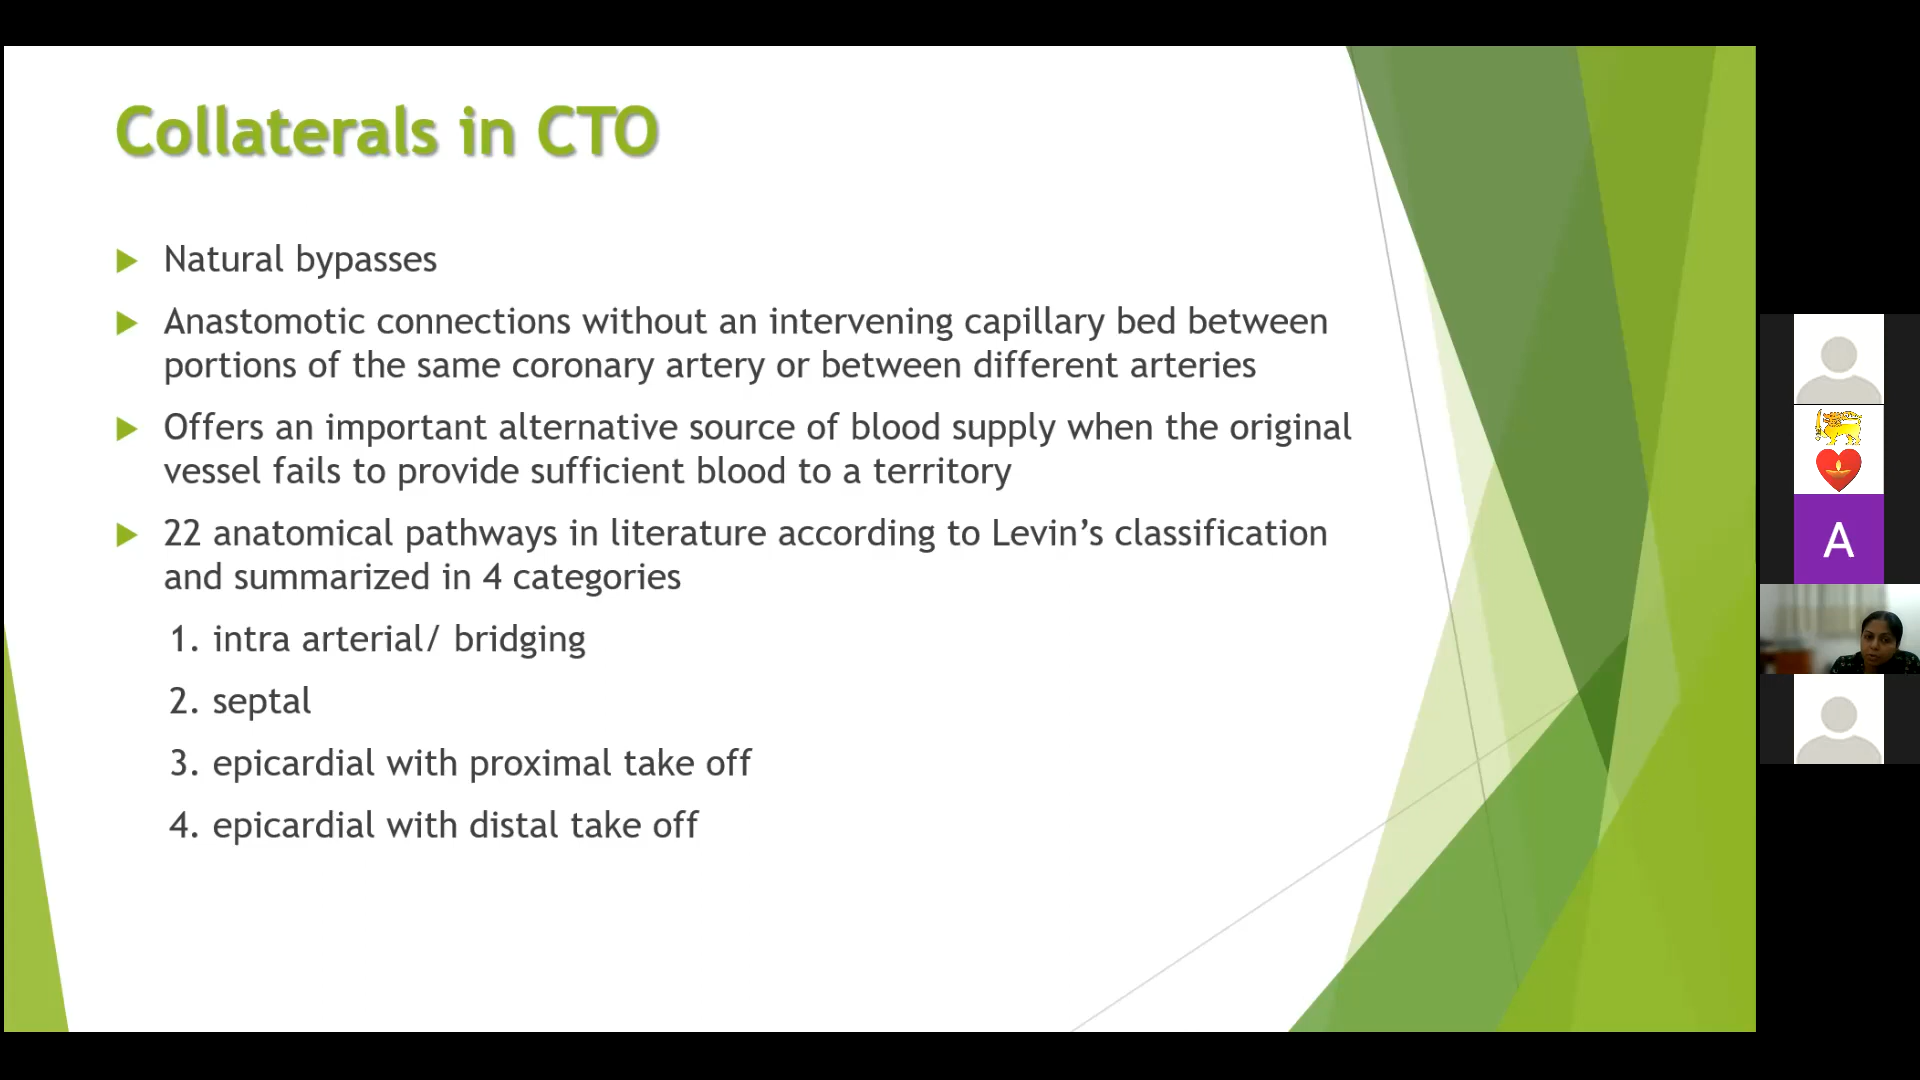 Collaterals in CTO
Natural bypasses
Anastomotic connections without an intervening capillary bed between
portions of the same coronary artery or between different arteries
Offers an important alternative source of blood supply when the original
vessel fails to provide sufficient blood to a territory
22 anatomical pathways in literature according to Levin’s classification
and summarized in 4 categories
1. intra arterial/ bridging
2. septal
3. epicardial with proximal take off
4. epicardial with distal take off
A